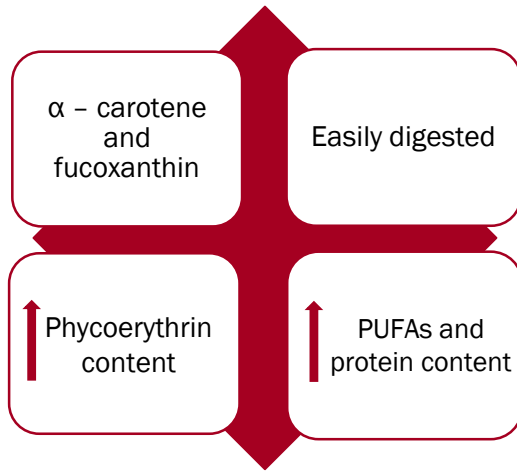 α – carotene
and
fucoxanthin
Easily digested
Phycoerythrin
content
PUFAs and
protein content